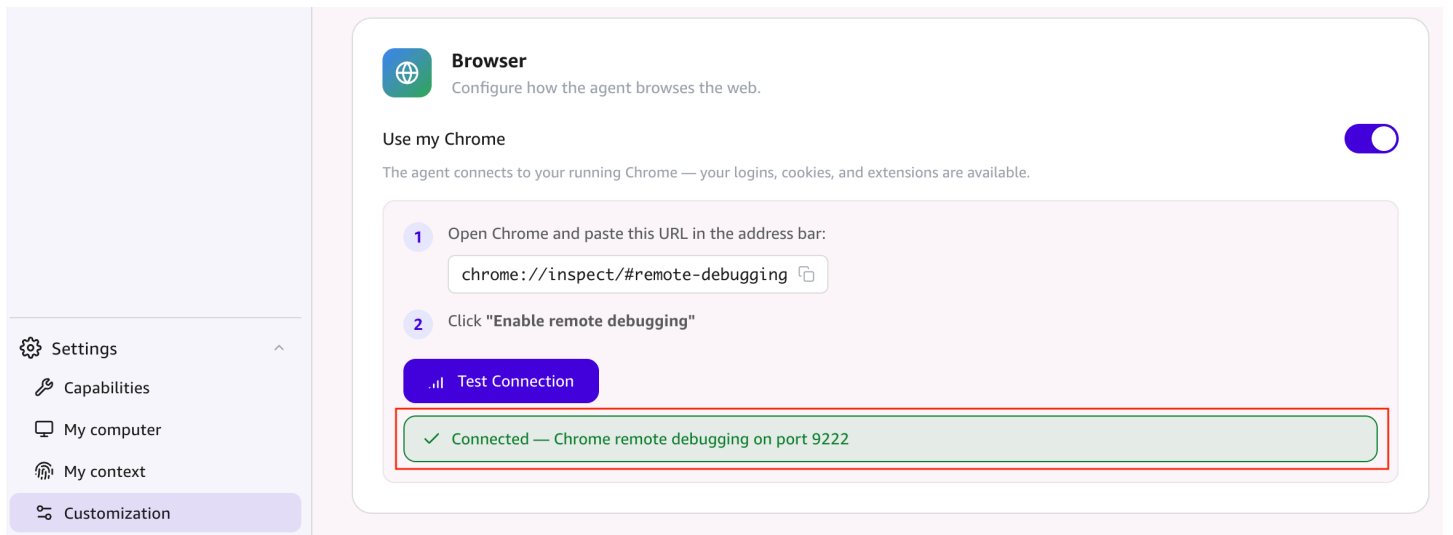 Browser
Configure how the agent browses the web.
Use my Chrome
The agent connects to your running Chrome — your logins, cookies, and extensions are available.
1 Open Chrome and paste this URL in the address bar:
chrome://inspect/#remote-debugging
2 Click "Enable remote debugging"
Test Connection
Connected — Chrome remote debugging on port 9222
Settings
Capabilities
My computer
My context
Customization